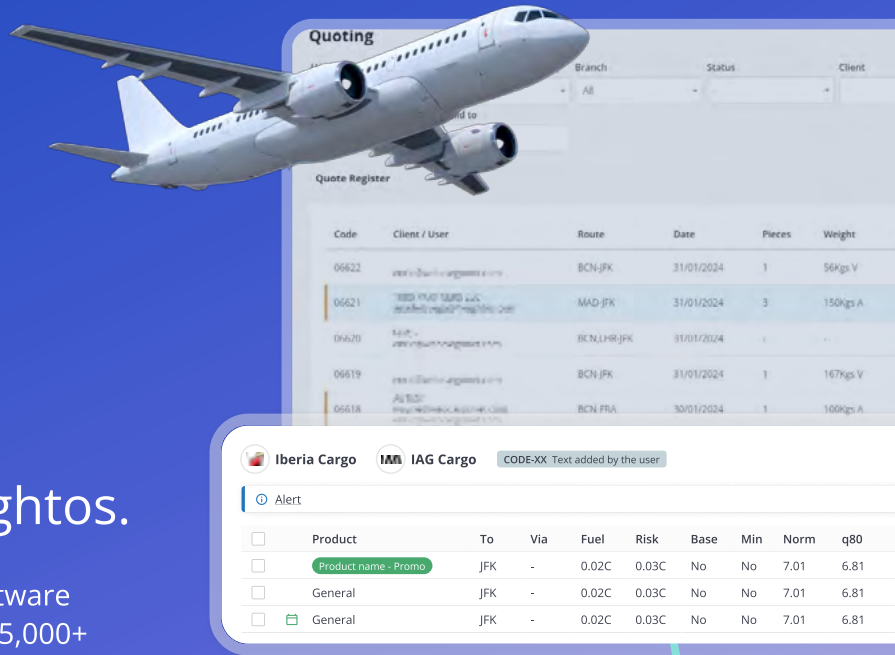 Quoting
Branch Status Client
All
nd to
Quote Register
Code Client / User Route Date Pieces Weight
06622 BCN-JFK 31/01/2024 1 56Kgs V
06621 MAD-JFK 31/01/2024 3 150Kgs A
06620 BCN,LHR-JFK 31/01/2024 - -
06619 BCN-JFK 31/01/2024 1 167Kgs V
06618 BCN-FRA 30/01/2024 1 100Kgs A
Iberia Cargo IAG Cargo CODE-XX Text added by the user
Alert
Product To Via Fuel Risk Base Min Norm q80
Product name - Promo JFK - 0.02C 0.03C No No 7.01 6.81
General JFK - 0.02C 0.03C No No 7.01 6.81
General JFK - 0.02C 0.03C No No 7.01 6.81
ghtos.
tware
5,000+